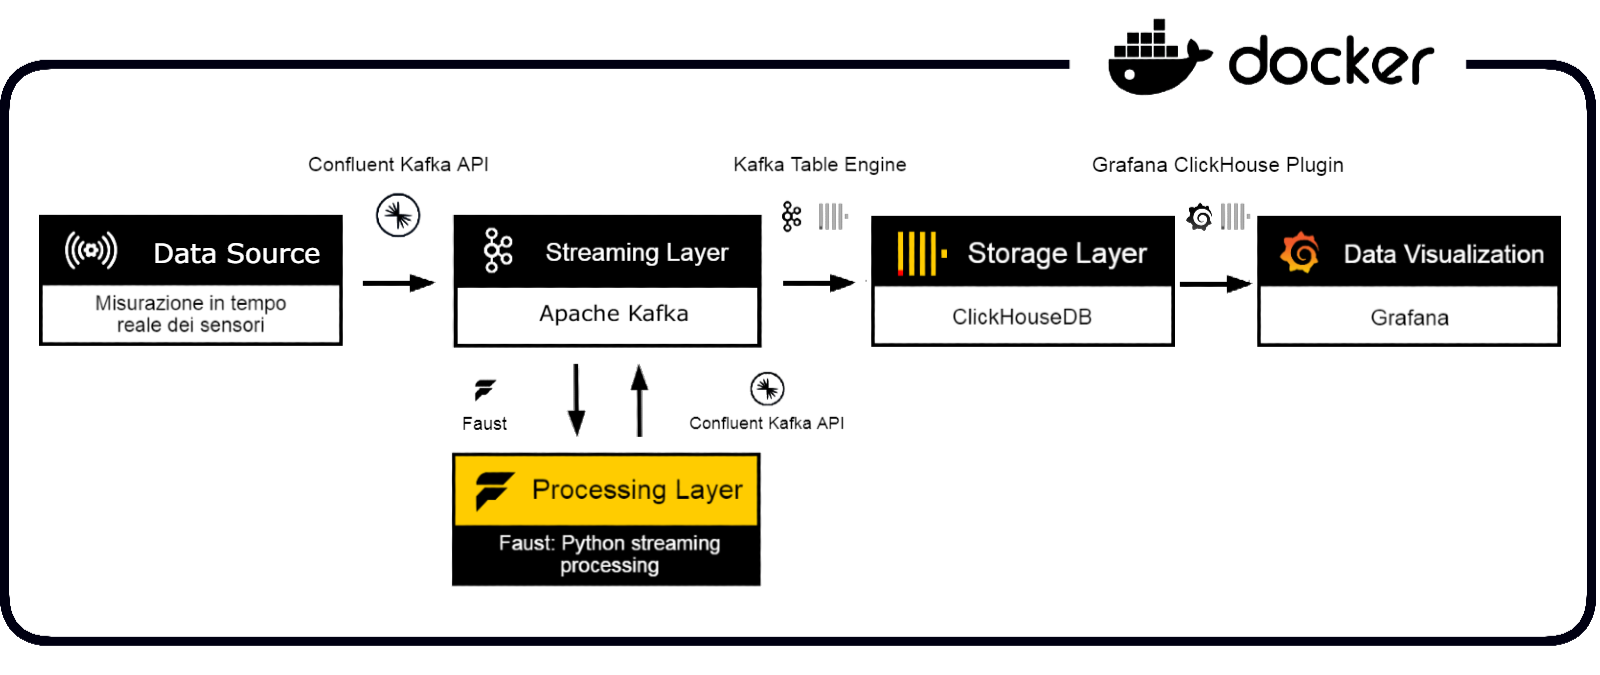 docker
Confluent Kafka API
Kafka Table Engine
Grafana ClickHouse Plugin
Data Source
Misurazione in tempo
reale dei sensori
Streaming Layer
Apache Kafka
Storage Layer
ClickHouseDB
Data Visualization
Grafana
Faust
Confluent Kafka API
Processing Layer
Faust: Python streaming
processing